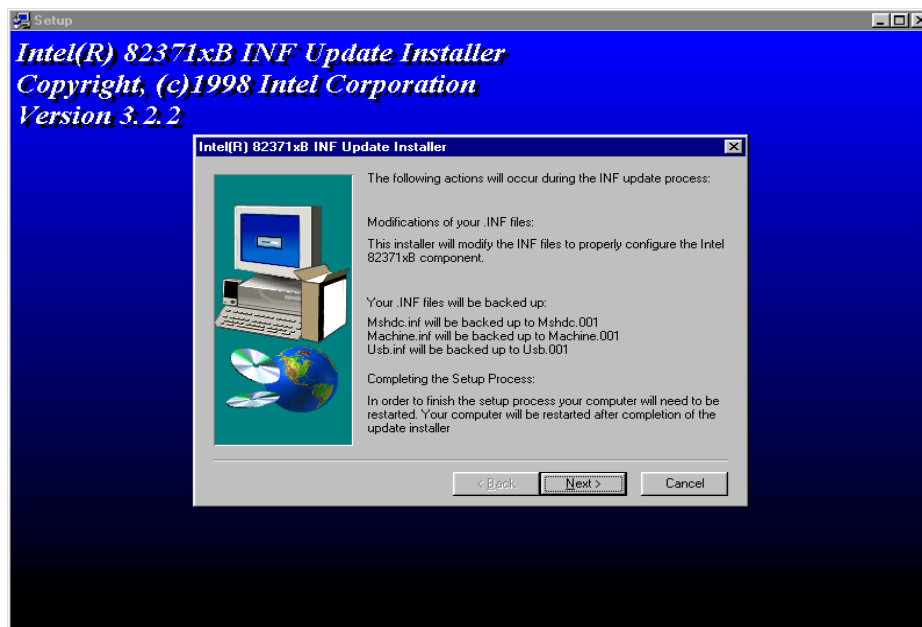 Setup
Intel(R) 82371xB INF Update Installer
Copyright, (c)1998 Intel Corporation
Version 3.2.2
Intel(R) 82371xB INF Update Installer
The following actions will occur during the INF update process:
Modifications of your .INF files:
This installer will modify the INF files to properly configure the Intel
82371xB component.
Your .INF files will be backed up:
Mshdc.inf will be backed up to Mshdc.001
Machine.inf will be backed up to Machine.001
Usb.inf will be backed up to Usb.001
Completing the Setup Process:
In order to finish the setup process your computer will need to be
restarted. Your computer will be restarted after completion of the
update installer
< Back
Next >
Cancel